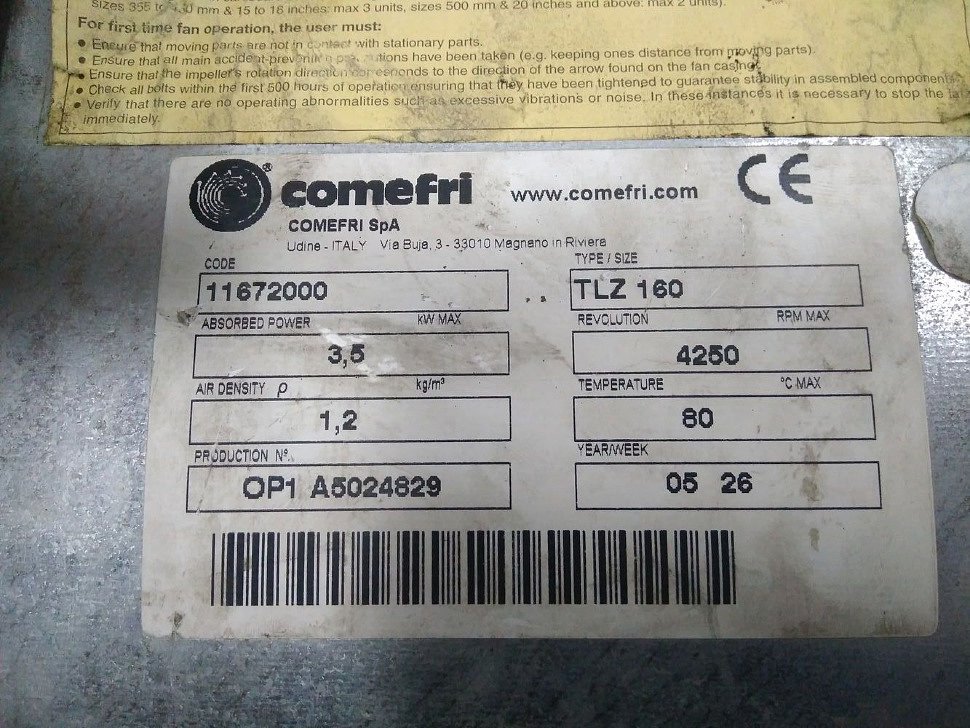 sizes 355 to mm & 15 to 18 inches: max 3 units, sizes 500 mm & 20 inches and above: max 2 units).
For first time fan operation, the user must:
• Ensure that moving parts are not in contact with stationary parts.
• Ensure that all main accident-prevention have been taken (e.g. keeping ones distance from moving parts).
• Ensure that the impeller's rotation direction corresponds to the direction of the arrow found on the fan casing.
• Check all bolts within the first 500 hours of operation ensuring that they have been tightened to guarantee stability in assembled components.
• Verify that there are no operating abnormalities such as excessive vibrations or noise. In these instances it is necessary to stop the fan
immediately.
® comefri www.comefri.com CE
COMEFRI SpA
Udine - ITALY Via Buja, 3 - 33010 Magnano in Riviera
CODE TYPE / SIZE
11672000 TLZ 160
ABSORBED POWER kW MAX REVOLUTION RPM MAX
3,5 4250
AIR DENSITY ρ kg/m³ TEMPERATURE °C MAX
1,2 80
PRODUCTION N°. YEAR/WEEK
OP1 A5024829 05 26